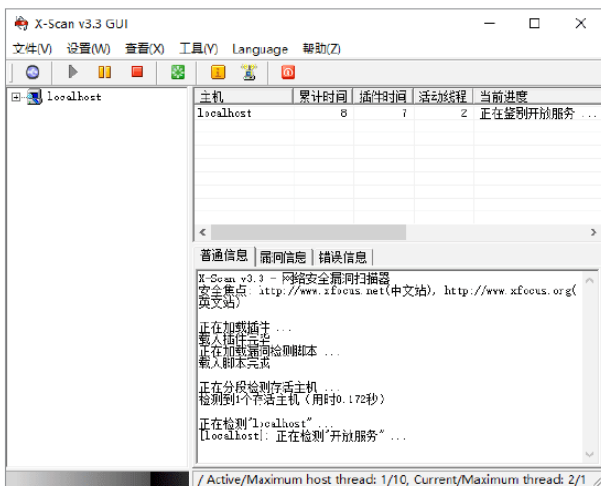 X-Scan v3.3 GUI
文件(V) 设置(W) 查看(X) 工具(Y) Language 帮助(Z)
localhost
主机 累计时间 插件时间 活动线程 当前进度
localhost 8 7 2 正在鉴别开放服务 ...
普通信息 漏洞信息 错误信息
X-Scan v3.3 - 网络安全漏洞扫描器
安全焦点: http://www.xfocus.net(中文站), http://www.xfocus.org(
英文站)
正在加载插件 ...
载入插件完毕
正在加载漏洞检测脚本 ...
载入脚本完成
正在分段检测存活主机 ...
检测到1个存活主机 (用时0.172秒)
正在检测"localhost" ...
[localhost]: 正在检测"开放服务" ...
/ Active/Maximum host thread: 1/10, Current/Maximum thread: 2/1